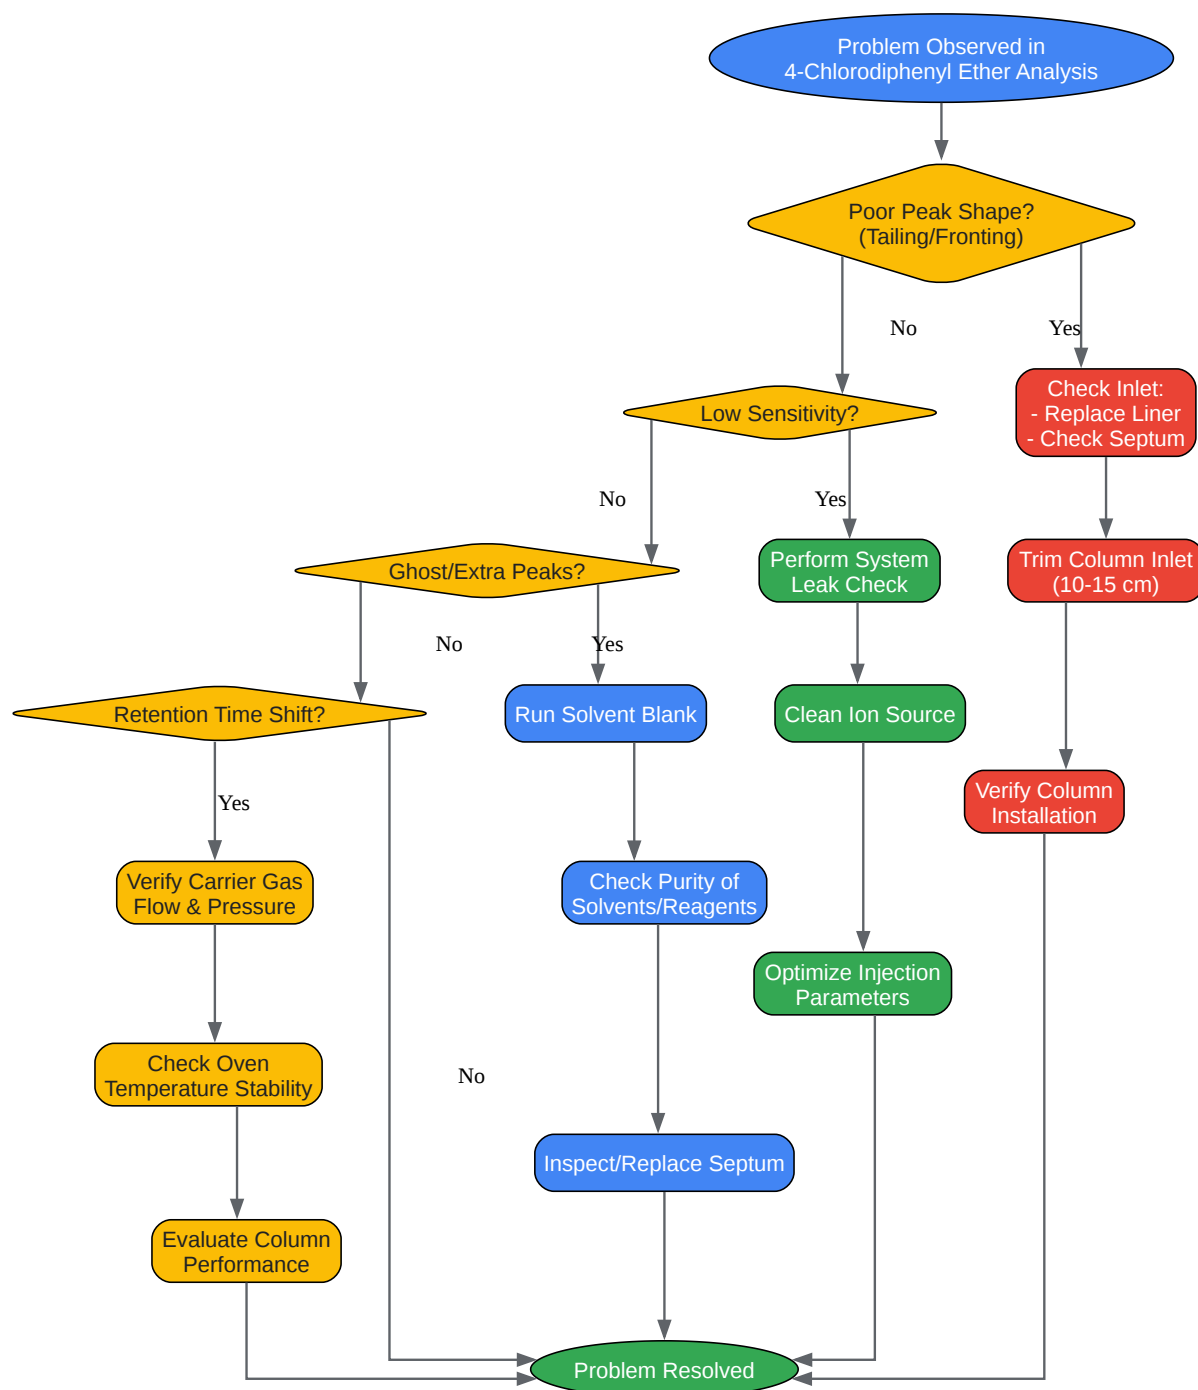 Problem Observed in
4-Chlorodiphenyl Ether Analysis
Poor Peak Shape?
(Tailing/Fronting)
No
Yes
Check Inlet:
- Replace Liner
- Check Septum
Low Sensitivity?
No
Yes
Perform System
Leak Check
Trim Column Inlet
(10-15 cm)
Ghost/Extra Peaks?
No
Yes
Retention Time Shift?
Run Solvent Blank
Clean Ion Source
Yes
Verify Column
Installation
Verify Carrier Gas
Flow & Pressure
Check Purity of
Solvents/Reagents
Optimize Injection
Parameters
Check Oven
Temperature Stability
No
Inspect/Replace Septum
Evaluate Column
Performance
Problem Resolved